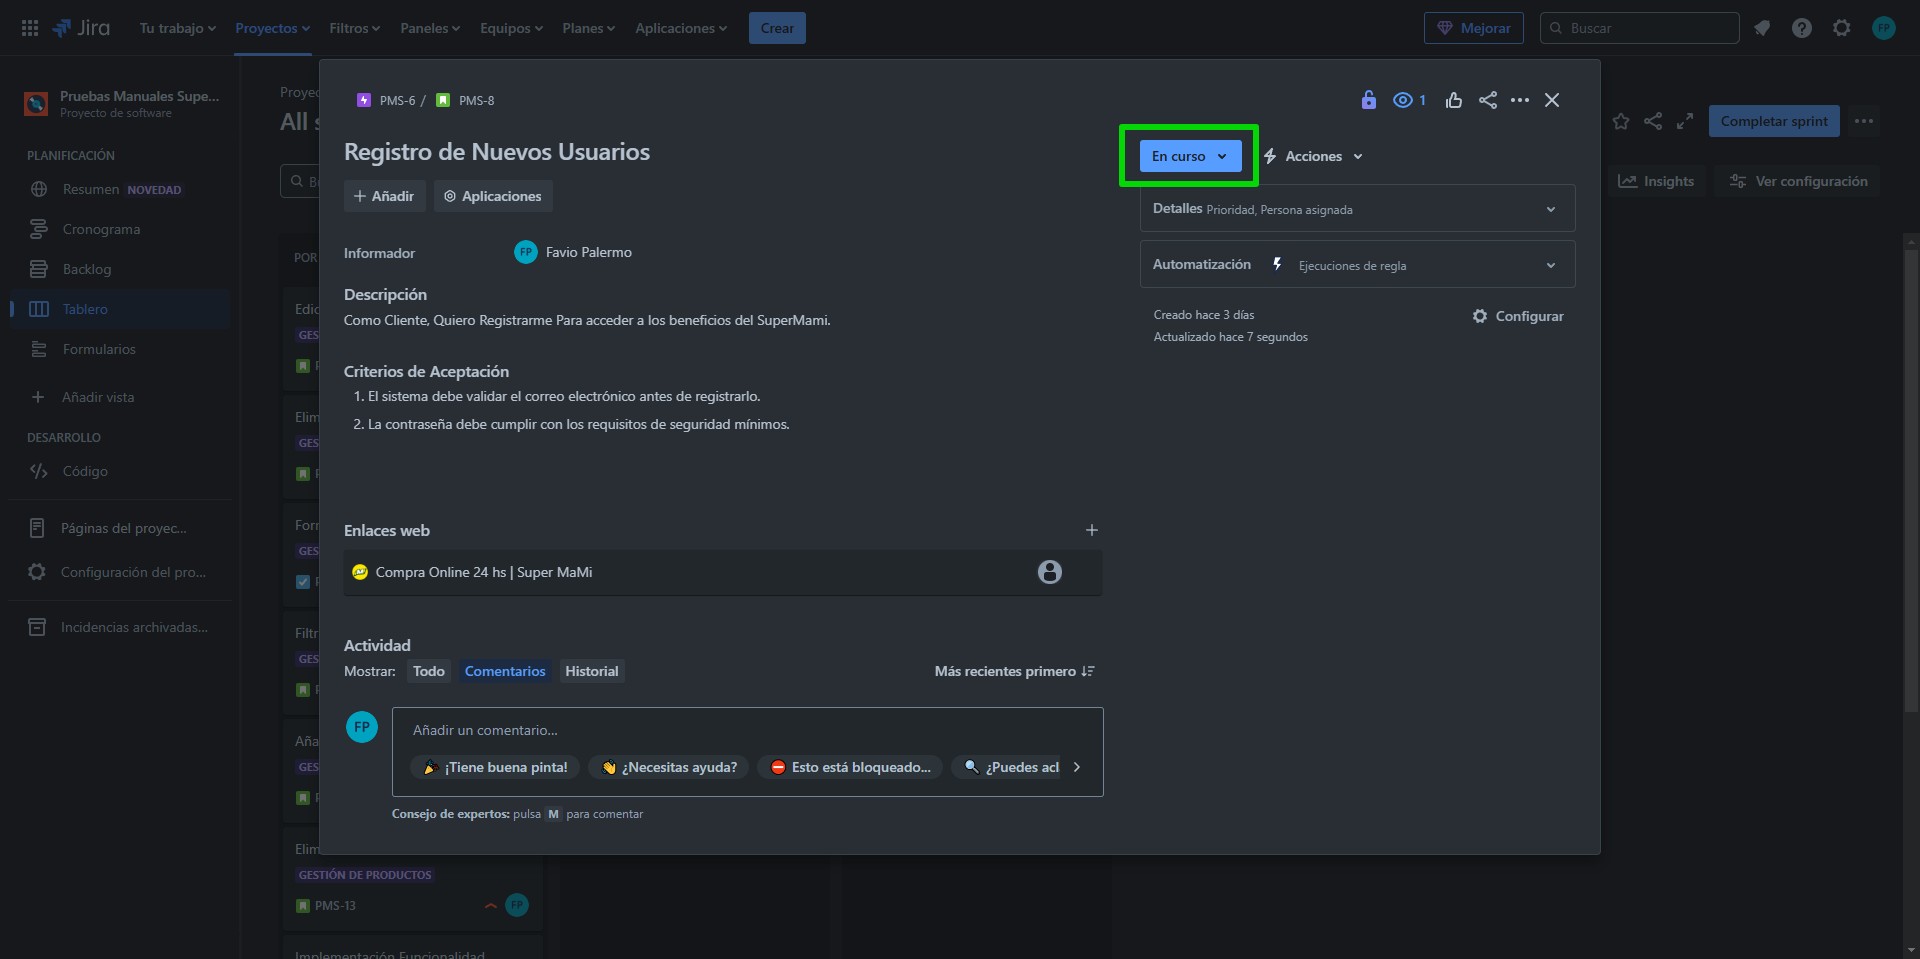 Jira
Tu trabajo
Proyectos
Filtros
Paneles
Equipos
Planes
Aplicaciones
Crear
Mejorar
Buscar
FP
Pruebas Manuales Supe...
Proyecto de software
PLANIFICACIÓN
Resumen NOVEDAD
Cronograma
Backlog
Tablero
Formularios
Añadir vista
DESARROLLO
Código
Páginas del proyec...
Configuración del pro...
Incidencias archivadas...
Proyec
All s
POR
Edic
GES
Elim
GES
Forn
GES
Filtr
GES
Aña
GES
Elim
GESTIÓN DE PRODUCTOS
PMS-13
FP
Implementación Funcionalidad
Completar sprint
Insights
Ver configuración
PMS-6 / PMS-8
1
Registro de Nuevos Usuarios
Añadir
Aplicaciones
Informador
FP Favio Palermo
Descripción
Como Cliente, Quiero Registrarme Para acceder a los beneficios del SuperMami.
Criterios de Aceptación
1. El sistema debe validar el correo electrónico antes de registrarlo.
2. La contraseña debe cumplir con los requisitos de seguridad mínimos.
Enlaces web
Compra Online 24 hs | Super MaMi
Actividad
Mostrar: Todo Comentarios Historial
Más recientes primero
FP
Añadir un comentario...
¡Tiene buena pinta!
¿Necesitas ayuda?
Esto está bloqueado...
¿Puedes acl
Consejo de expertos: pulsa M para comentar
En curso
Acciones
Detalles Prioridad, Persona asignada
Automatización Ejecuciones de regla
Creado hace 3 días
Actualizado hace 7 segundos
Configurar